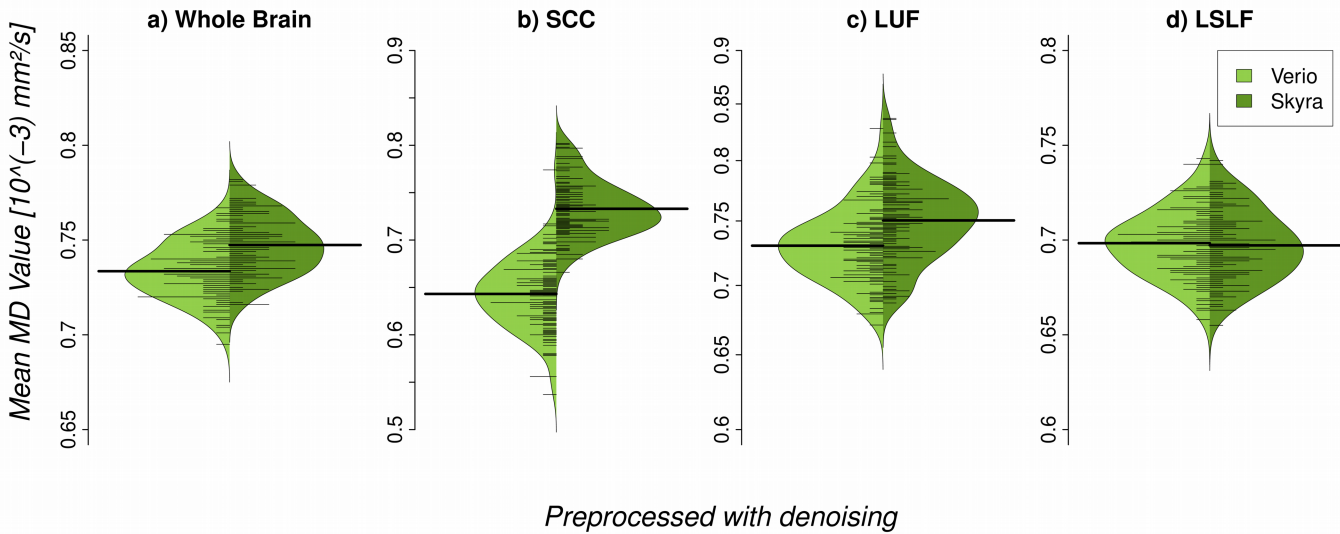 a) Whole Brain
b) SCC
c) LUF
d) LSLF
Mean MD Value [10^(−3) mm²/s]
0.85
0.8
0.75
0.7
0.65
0.9
0.8
0.7
0.6
0.5
0.9
0.85
0.8
0.75
0.7
0.65
0.6
0.8
0.75
0.7
0.65
0.6
Verio
Skyra
Preprocessed with denoising